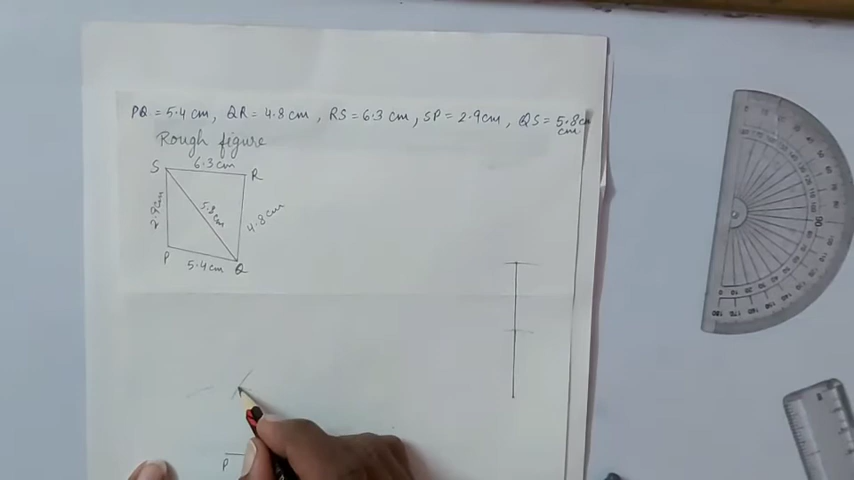 PQ = 5.4 cm, QR = 4.8 cm, RS = 6.3 cm, SP = 2.9 cm, QS = 5.8 cm
cm
Rough figure
S 6.3 cm R
2.9 cm
5.8 cm
4.8 cm
P 5.4 cm Q
P